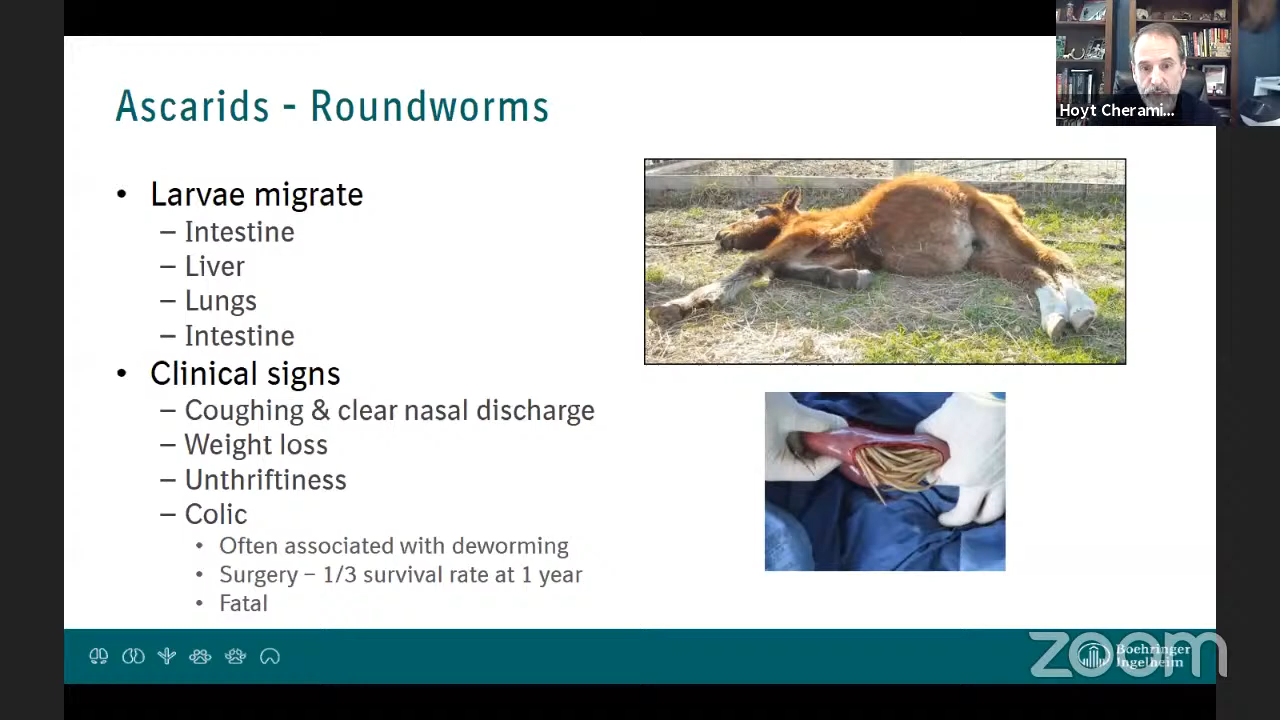 Ascarids - Roundworms
Hoyt Cherami...
• Larvae migrate
– Intestine
– Liver
– Lungs
– Intestine
• Clinical signs
– Coughing & clear nasal discharge
– Weight loss
– Unthriftiness
– Colic
• Often associated with deworming
• Surgery – 1/3 survival rate at 1 year
• Fatal
zoom
Boehringer
Ingelheim